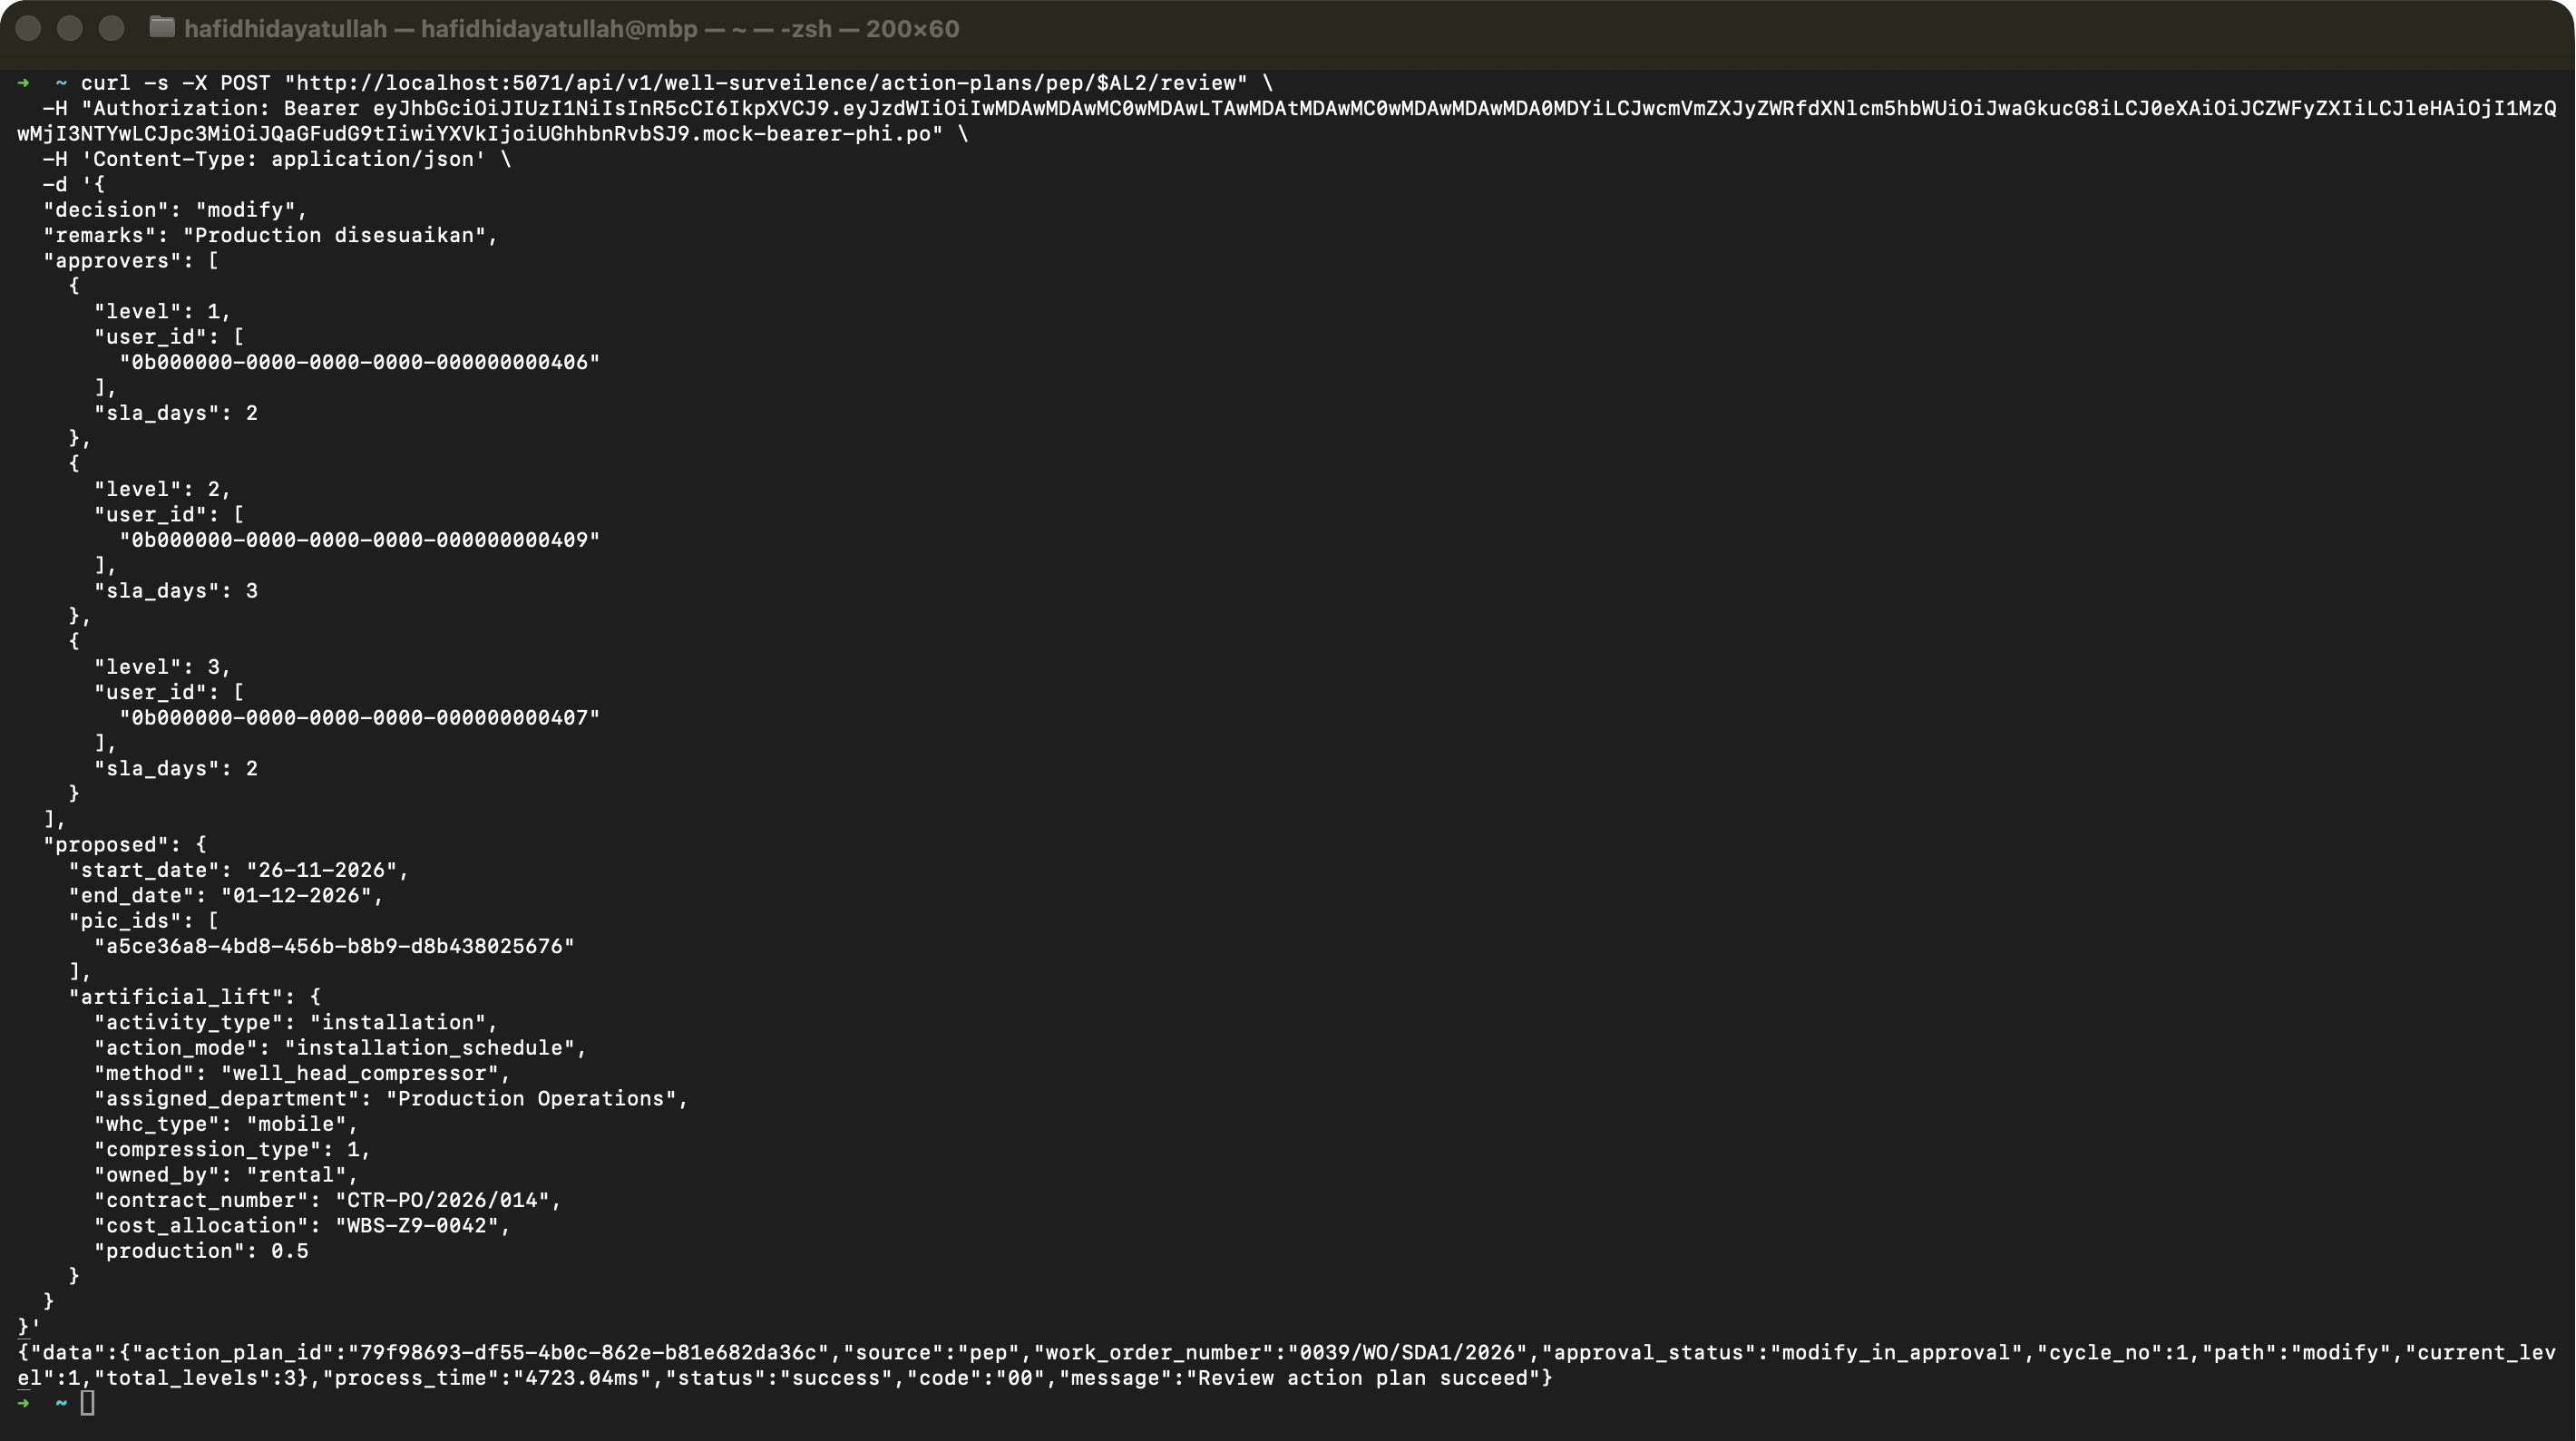 hafidhidayatullah — hafidhidayatullah@mbp — ~ — -zsh — 200×60
➜  ~ curl -s -X POST "http://localhost:5071/api/v1/well-surveilence/action-plans/pep/$AL2/review" \
  -H "Authorization: Bearer eyJhbGciOiJIUzI1NiIsInR5cCI6IkpXVCJ9.eyJzdWIiOiIwMDAwMDAwMC0wMDAwLTAwMDAtMDAwMC0wMDAwMDAwMDA0MDYiLCJwcmVmZXJyZWRfdXNlcm5hbWUiOiJwaGkucG8iLCJ0eXAiOiJCZWFyZXIiLCJleHAiOjI1MzQ
wMjI3NTYwLCJpc3MiOiJQaGFudG9tIiwiYXVkIjoiUGhhbnRvbSJ9.mock-bearer-phi.po" \
  -H 'Content-Type: application/json' \
  -d '{
  "decision": "modify",
  "remarks": "Production disesuaikan",
  "approvers": [
    {
      "level": 1,
      "user_id": [
        "0b000000-0000-0000-0000-000000000406"
      ],
      "sla_days": 2
    },
    {
      "level": 2,
      "user_id": [
        "0b000000-0000-0000-0000-000000000409"
      ],
      "sla_days": 3
    },
    {
      "level": 3,
      "user_id": [
        "0b000000-0000-0000-0000-000000000407"
      ],
      "sla_days": 2
    }
  ],
  "proposed": {
    "start_date": "26-11-2026",
    "end_date": "01-12-2026",
    "pic_ids": [
      "a5ce36a8-4bd8-456b-b8b9-d8b438025676"
    ],
    "artificial_lift": {
      "activity_type": "installation",
      "action_mode": "installation_schedule",
      "method": "well_head_compressor",
      "assigned_department": "Production Operations",
      "whc_type": "mobile",
      "compression_type": 1,
      "owned_by": "rental",
      "contract_number": "CTR-PO/2026/014",
      "cost_allocation": "WBS-Z9-0042",
      "production": 0.5
    }
  }
}'
{"data":{"action_plan_id":"79f98693-df55-4b0c-862e-b81e682da36c","source":"pep","work_order_number":"0039/WO/SDA1/2026","approval_status":"modify_in_approval","cycle_no":1,"path":"modify","current_lev
el":1,"total_levels":3},"process_time":"4723.04ms","status":"success","code":"00","message":"Review action plan succeed"}
➜  ~